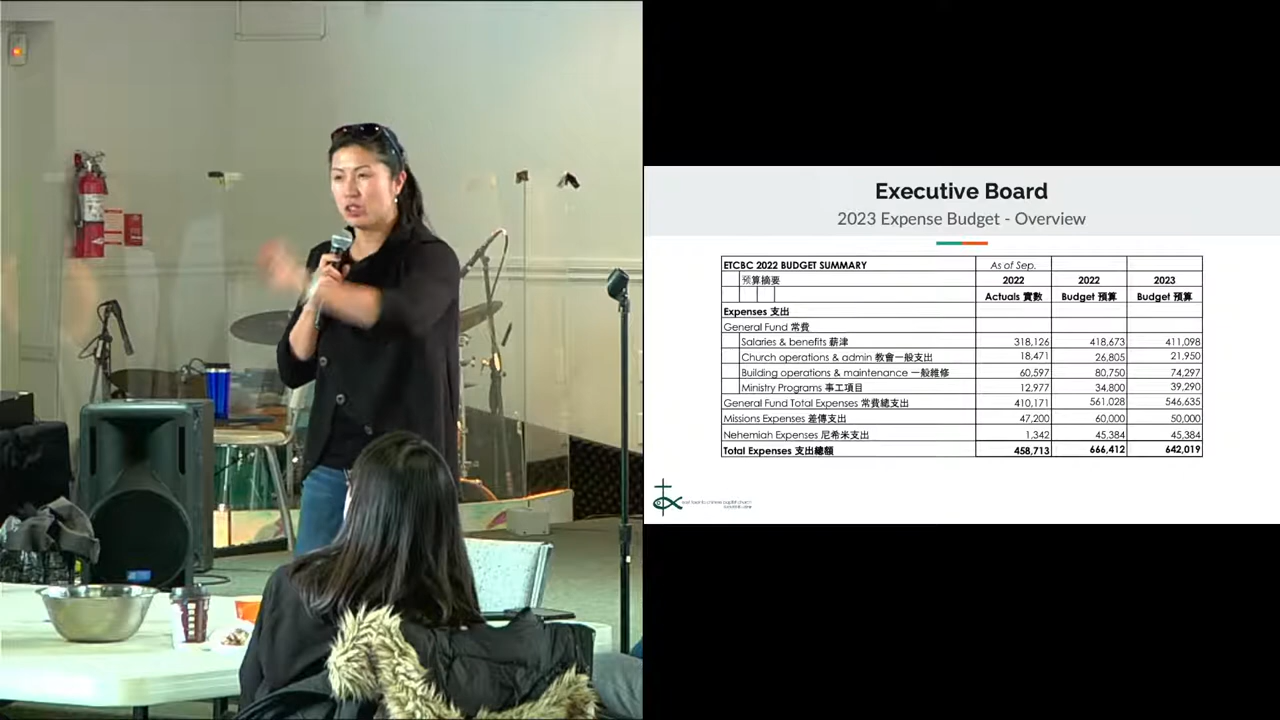 Executive Board
2023 Expense Budget - Overview
ETCBC 2022 BUDGET SUMMARY As of Sep.
預算摘要 2022 2022 2023
Actuals 實數 Budget 預算 Budget 預算
Expenses 支出
General Fund 常費
Salaries & benefits 薪津 318,126 418,673 411,098
Church operations & admin 教會一般支出 18,471 26,805 21,950
Building operations & maintenance 一般維修 60,597 80,750 74,297
Ministry Programs 事工項目 12,977 34,800 39,290
General Fund Total Expenses 常費總支出 410,171 561,028 546,635
Missions Expenses 差傳支出 47,200 60,000 50,000
Nehemiah Expenses 尼希米支出 1,342 45,384 45,384
Total Expenses 支出總額 458,713 666,412 642,019